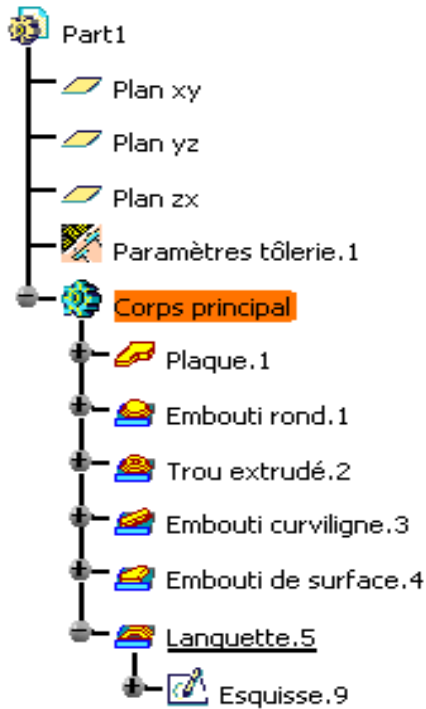 Part1
Plan xy
Plan yz
Plan zx
Paramètres tôlerie.1
Corps principal
Plaque.1
Embouti rond.1
Trou extrudé.2
Embouti curviligne.3
Embouti de surface.4
Languette.5
Esquisse.9